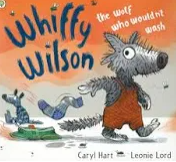 Whiffy
Wilson
the wolf
who wouldn't
wash
Caryl Hart Leonie Lord